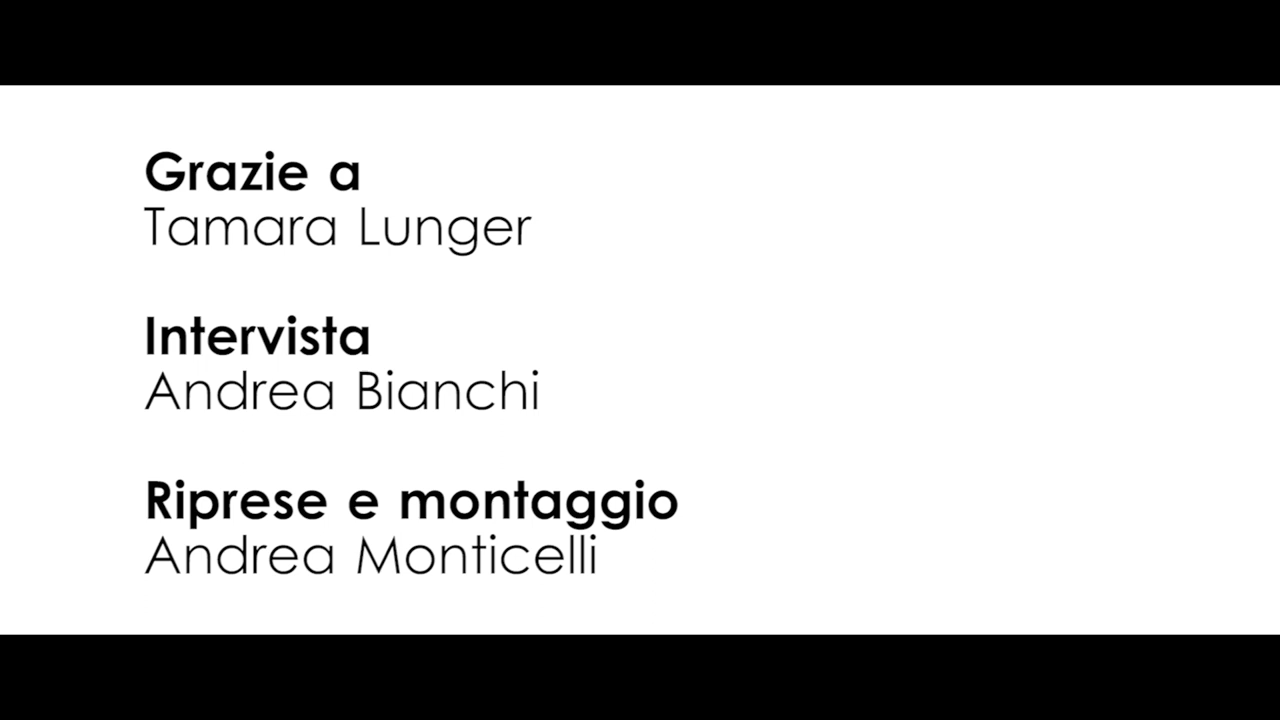 Grazie a
Tamara Lunger
Intervista
Andrea Bianchi
Riprese e montaggio
Andrea Monticelli